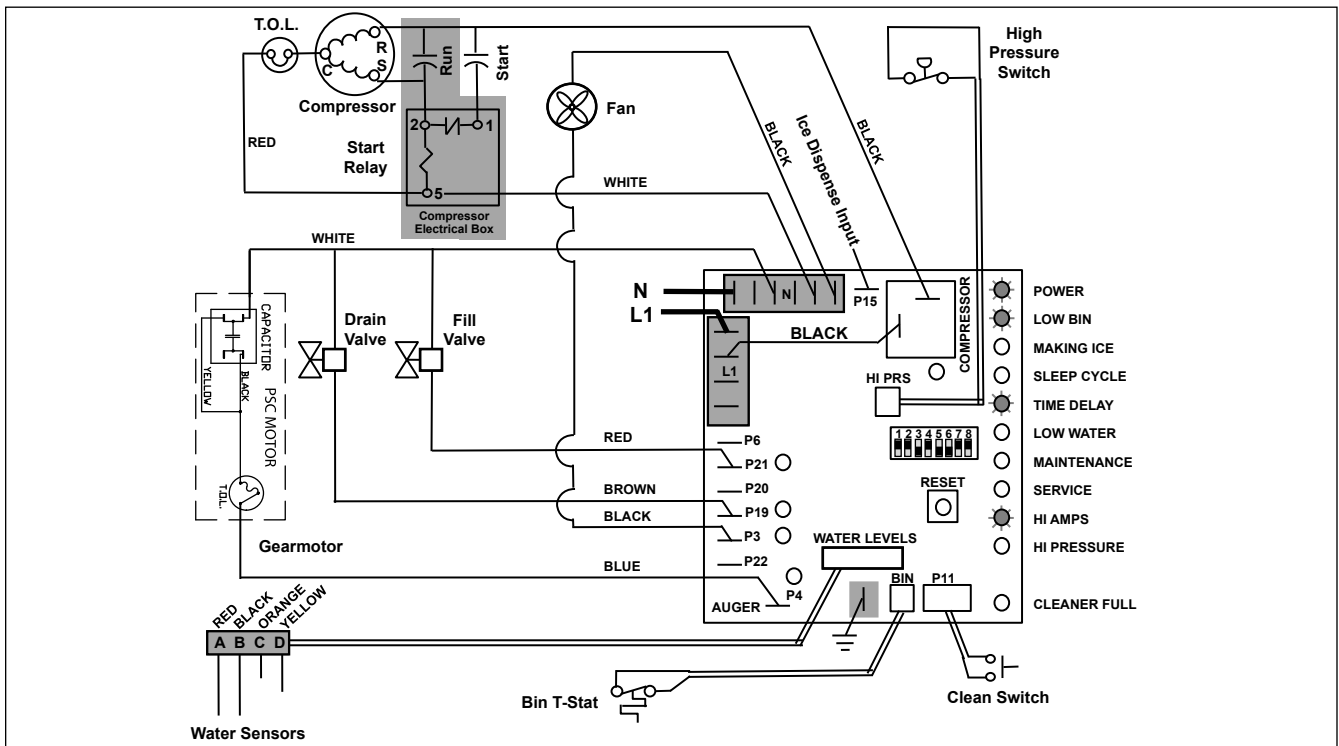 T.O.L.
R
S
C
Run
Start
Compressor
2
1
5
Start
Relay
Compressor
Electrical Box
RED
WHITE
WHITE
Fan
BLACK
Ice Dispense Input
BLACK
High
Pressure
Switch
N
N
P15
L1
L1
BLACK
COMPRESSOR
HI PRS
1 2 3 4 5 6 7 8
RESET
POWER
LOW BIN
MAKING ICE
SLEEP CYCLE
TIME DELAY
LOW WATER
MAINTENANCE
SERVICE
HI AMPS
HI PRESSURE
CLEANER FULL
Drain
Valve
Fill
Valve
CAPACITOR
YELLOW
BLACK
PSC MOTOR
T.O.L.
Gearmotor
RED
BROWN
BLACK
BLUE
P6
P21
P20
P19
P3
P22
P4
AUGER
WATER LEVELS
BIN
P11
RED
BLACK
ORANGE
YELLOW
A B C D
Water Sensors
Bin T-Stat
Clean Switch